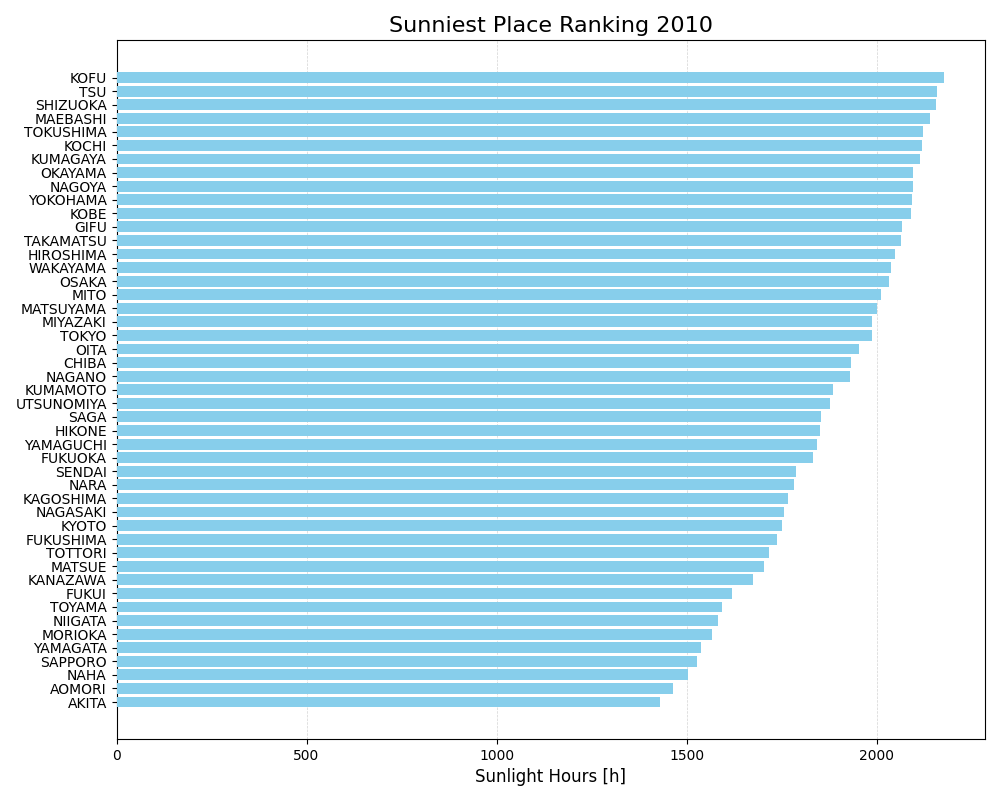 Sunniest Place Ranking 2010
KOFU
TSU
SHIZUOKA
MAEBASHI
TOKUSHIMA
KOCHI
KUMAGAYA
OKAYAMA
NAGOYA
YOKOHAMA
KOBE
GIFU
TAKAMATSU
HIROSHIMA
WAKAYAMA
OSAKA
MITO
MATSUYAMA
MIYAZAKI
TOKYO
OITA
CHIBA
NAGANO
KUMAMOTO
UTSUNOMIYA
SAGA
HIKONE
YAMAGUCHI
FUKUOKA
SENDAI
NARA
KAGOSHIMA
NAGASAKI
KYOTO
FUKUSHIMA
TOTTORI
MATSUE
KANAZAWA
FUKUI
TOYAMA
NIIGATA
MORIOKA
YAMAGATA
SAPPORO
NAHA
AOMORI
AKITA
0 500 1000 1500 2000
Sunlight Hours [h]